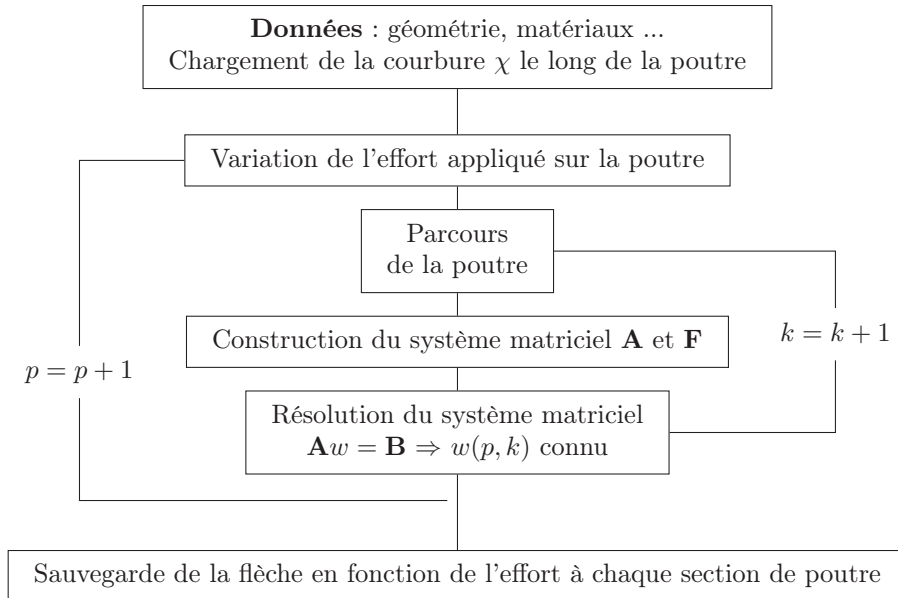 Données : géométrie, matériaux ...
Chargement de la courbure χ le long de la poutre
Variation de l'effort appliqué sur la poutre
Parcours
de la poutre
Construction du système matriciel A et F
k = k + 1
p = p + 1
Résolution du système matriciel
Aw = B ⇒ w(p, k) connu
Sauvegarde de la flèche en fonction de l'effort à chaque section de poutre